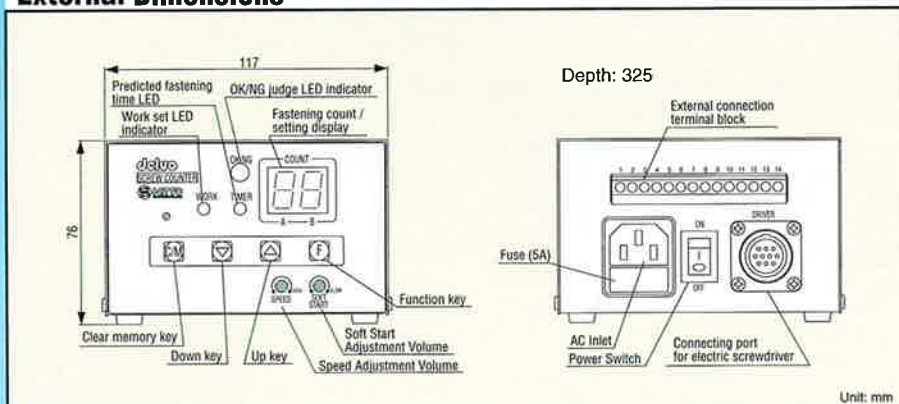 External Dimensions
117
Depth: 325
Predicted fastening
time LED
OK/NG judge LED indicator
Work set LED
indicator
Fastening count /
setting display
External connection
terminal block
delvo
SCREW COUNTER
OK/NG
COUNT
WORK
TIMER
A
B
76
1 2 3 4 5 6 7 8 9 10 11 12 13 14
ON
DRIVER
Fuse (5A)
OFF
C/M
F
SPEED
SOFT
START
Function key
Clear memory key
Down key
Up key
Soft Start
Adjustment Volume
Speed Adjustment Volume
AC Inlet
Power Switch
Connecting port
for electric screwdriver
Unit: mm